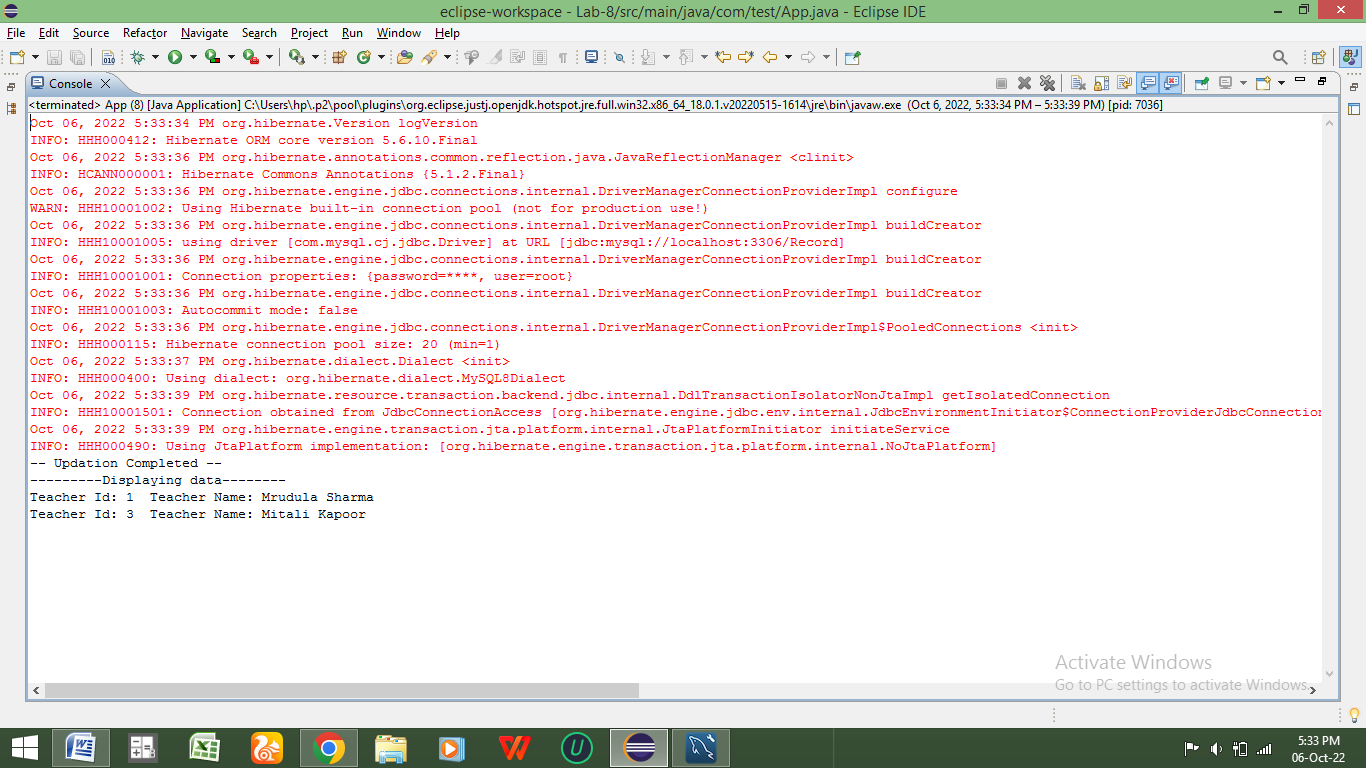 eclipse-workspace - Lab-8/src/main/java/com/test/App.java - Eclipse IDE
File Edit Source Refactor Navigate Search Project Run Window Help
Console
<terminated> App (8) [Java Application] C:\Users\hp\.p2\pool\plugins\org.eclipse.justj.openjdk.hotspot.jre.full.win32.x86_64_18.0.1.v20220515-1614\jre\bin\javaw.exe (Oct 6, 2022, 5:33:34 PM – 5:33:39 PM) [pid: 7036]
Oct 06, 2022 5:33:34 PM org.hibernate.Version logVersion
INFO: HHH000412: Hibernate ORM core version 5.6.10.Final
Oct 06, 2022 5:33:36 PM org.hibernate.annotations.common.reflection.java.JavaReflectionManager <clinit>
INFO: HCANN000001: Hibernate Commons Annotations {5.1.2.Final}
Oct 06, 2022 5:33:36 PM org.hibernate.engine.jdbc.connections.internal.DriverManagerConnectionProviderImpl configure
WARN: HHH10001002: Using Hibernate built-in connection pool (not for production use!)
Oct 06, 2022 5:33:36 PM org.hibernate.engine.jdbc.connections.internal.DriverManagerConnectionProviderImpl buildCreator
INFO: HHH10001005: using driver [com.mysql.cj.jdbc.Driver] at URL [jdbc:mysql://localhost:3306/Record]
Oct 06, 2022 5:33:36 PM org.hibernate.engine.jdbc.connections.internal.DriverManagerConnectionProviderImpl buildCreator
INFO: HHH10001001: Connection properties: {password=****, user=root}
Oct 06, 2022 5:33:36 PM org.hibernate.engine.jdbc.connections.internal.DriverManagerConnectionProviderImpl buildCreator
INFO: HHH10001003: Autocommit mode: false
Oct 06, 2022 5:33:36 PM org.hibernate.engine.jdbc.connections.internal.DriverManagerConnectionProviderImpl$PooledConnections <init>
INFO: HHH000115: Hibernate connection pool size: 20 (min=1)
Oct 06, 2022 5:33:37 PM org.hibernate.dialect.Dialect <init>
INFO: HHH000400: Using dialect: org.hibernate.dialect.MySQL8Dialect
Oct 06, 2022 5:33:39 PM org.hibernate.resource.transaction.backend.jdbc.internal.DdlTransactionIsolatorNonJtaImpl getIsolatedConnection
INFO: HHH10001501: Connection obtained from JdbcConnectionAccess [org.hibernate.engine.jdbc.env.internal.JdbcEnvironmentInitiator$ConnectionProviderJdbcConnection
Oct 06, 2022 5:33:39 PM org.hibernate.engine.transaction.jta.platform.internal.JtaPlatformInitiator initiateService
INFO: HHH000490: Using JtaPlatform implementation: [org.hibernate.engine.transaction.jta.platform.internal.NoJtaPlatform]
-- Updation Completed --
---------Displaying data--------
Teacher Id: 1  Teacher Name: Mrudula Sharma
Teacher Id: 3  Teacher Name: Mitali Kapoor
Activate Windows
Go to PC settings to activate Windows.
5:33 PM
06-Oct-22